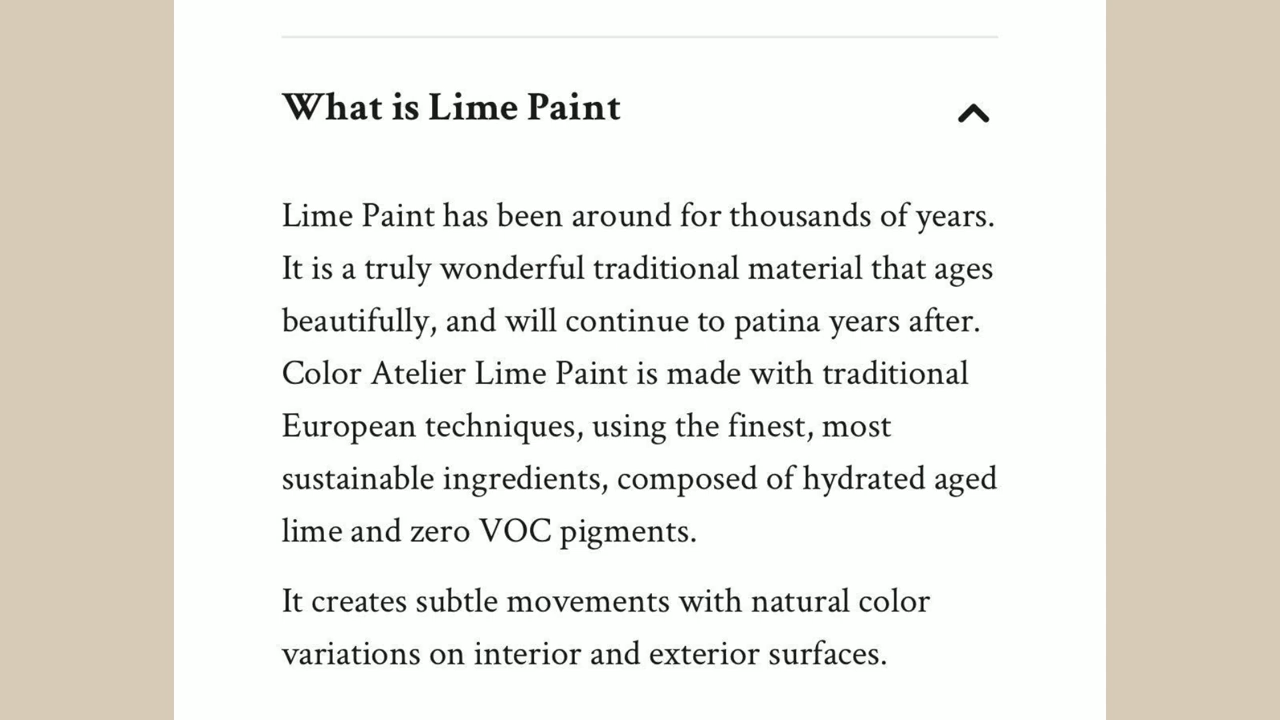 What is Lime Paint
Lime Paint has been around for thousands of years.
It is a truly wonderful traditional material that ages
beautifully, and will continue to patina years after.
Color Atelier Lime Paint is made with traditional
European techniques, using the finest, most
sustainable ingredients, composed of hydrated aged
lime and zero VOC pigments.
It creates subtle movements with natural color
variations on interior and exterior surfaces.